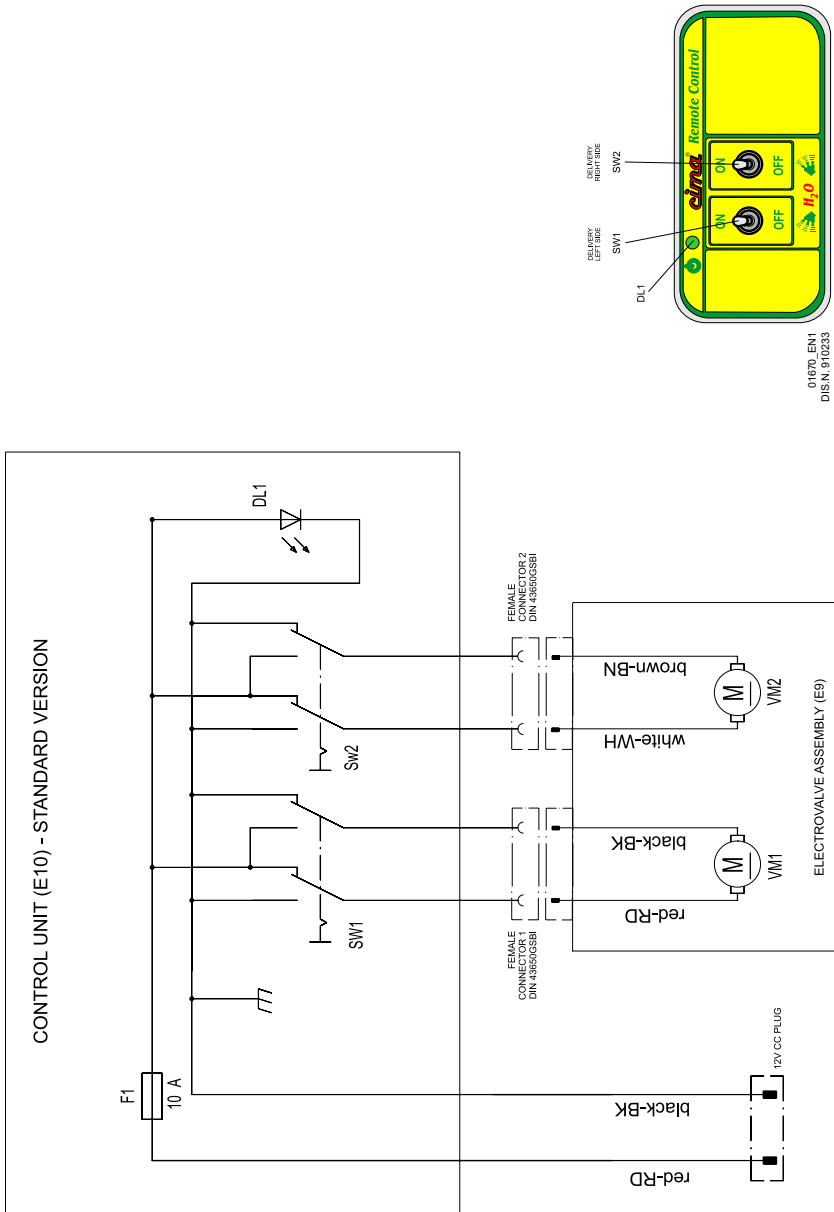 CONTROL UNIT (E10) - STANDARD VERSION
F1
10 A
DL1
SW1
Sw2
FEMALE
CONNECTOR 1
DIN 43650GSBI
FEMALE
CONNECTOR 2
DIN 43650GSBI
red-RD
black-BK
white-WH
brown-BN
M
VM1
M
VM2
ELECTROVALVE ASSEMBLY (E9)
red-RD
black-BK
12V CC PLUG
DELIVERY
LEFT SIDE
SW1
DELIVERY
RIGHT SIDE
SW2
DL1
cima® Remote Control
ON
ON
OFF
OFF
H₂O
01670_EN1
DIS.N. 910233